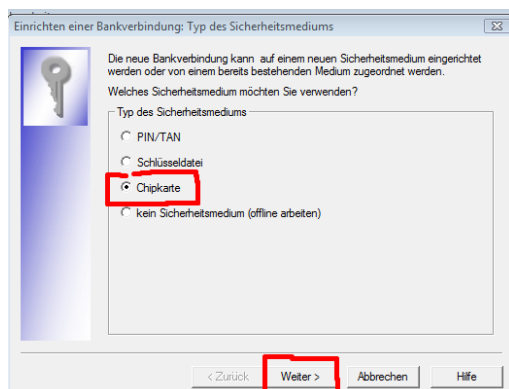 Einrichten einer Bankverbindung: Typ des Sicherheitsmediums
Die neue Bankverbindung kann auf einem neuen Sicherheitsmedium eingerichtet
werden oder von einem bereits bestehenden Medium zugeordnet werden.
Welches Sicherheitsmedium möchten Sie verwenden?
Typ des Sicherheitsmediums
PIN/TAN
Schlüsseldatei
Chipkarte
kein Sicherheitsmedium (offline arbeiten)
< Zurück Weiter > Abbrechen Hilfe